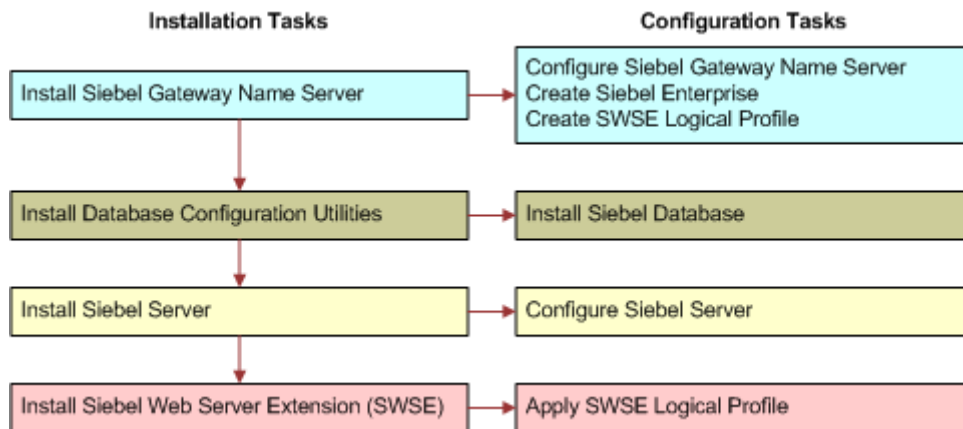 Installation Tasks
Configuration Tasks
Install Siebel Gateway Name Server
Configure Siebel Gateway Name Server
Create Siebel Enterprise
Create SWSE Logical Profile
Install Database Configuration Utilities
Install Siebel Database
Install Siebel Server
Configure Siebel Server
Install Siebel Web Server Extension (SWSE)
Apply SWSE Logical Profile